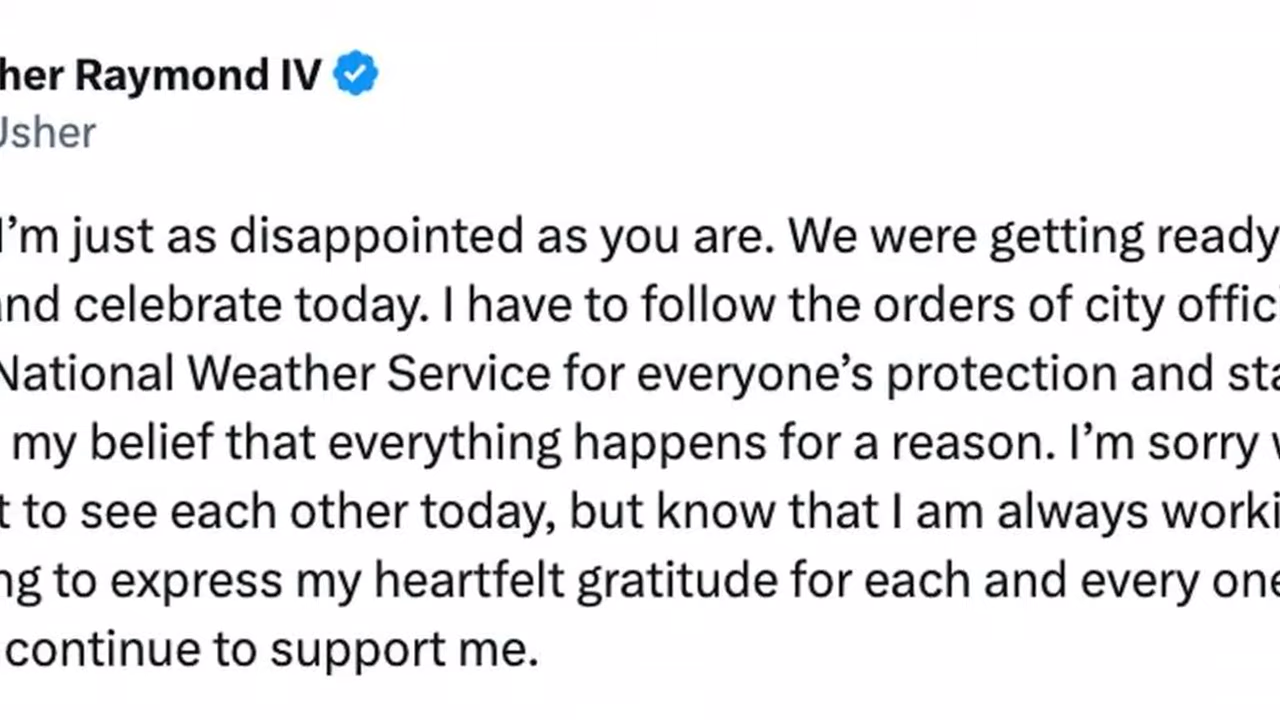 her Raymond IV
Usher
I’m just as disappointed as you are. We were getting ready
and celebrate today. I have to follow the orders of city offici
National Weather Service for everyone’s protection and sta
my belief that everything happens for a reason. I’m sorry
t to see each other today, but know that I am always worki
ng to express my heartfelt gratitude for each and every one
continue to support me.